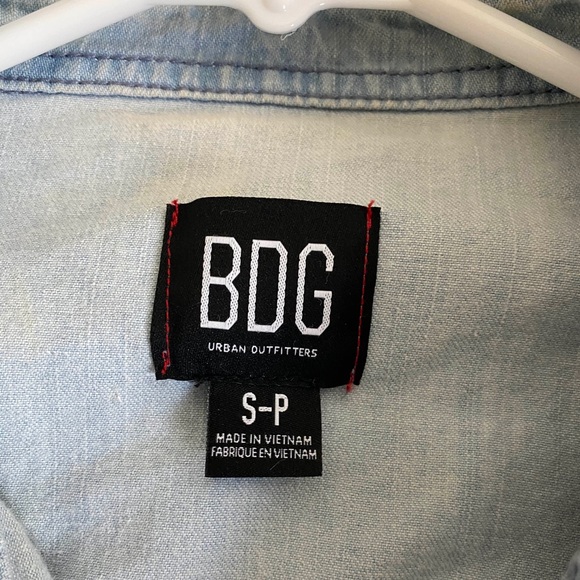 BDG
URBAN OUTFITTERS
S-P
MADE IN VIETNAM
FABRIQUE EN VIETNAM